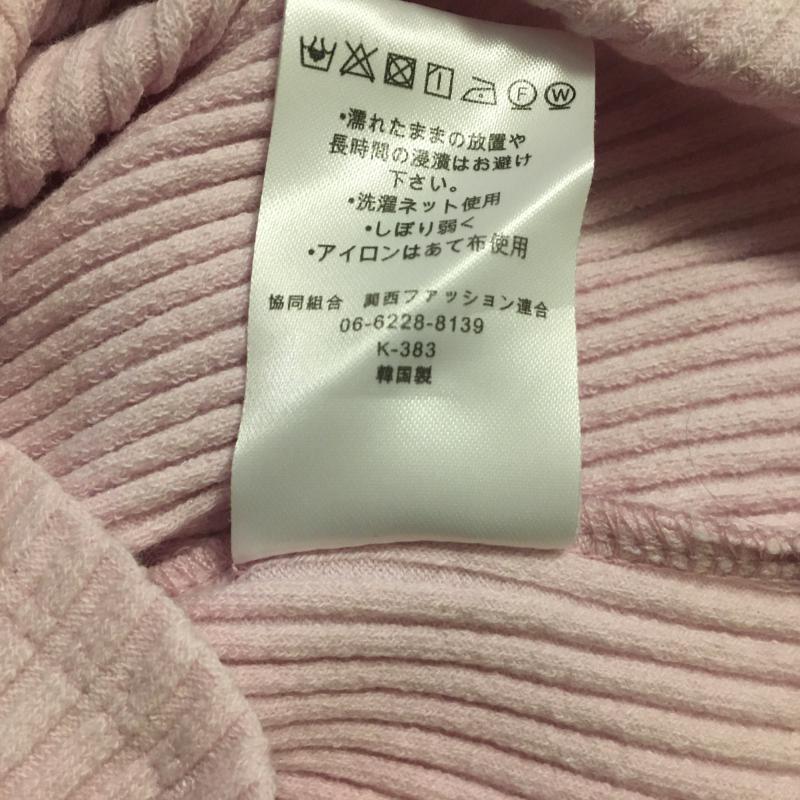 F W
•濡れたままの放置や
長時間の浸漬はお避け
下さい。
•洗濯ネット使用
•しぼり弱く
•アイロンはあて布使用
協同組合　関西ファッション連合
06-6228-8139
K-383
韓国製